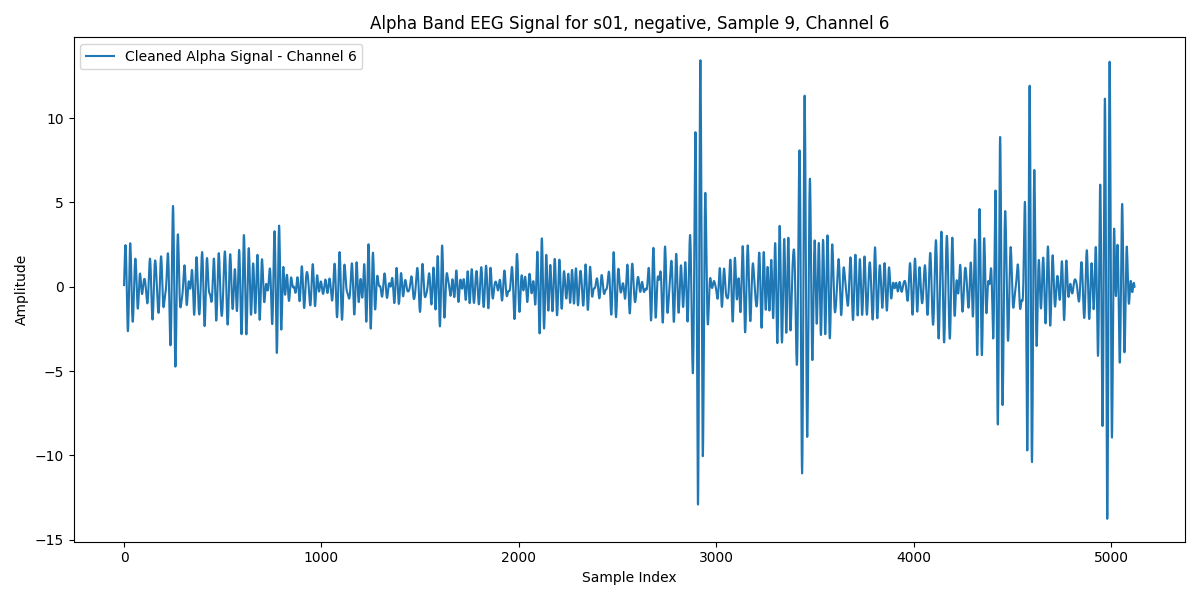 Alpha Band EEG Signal for s01, negative, Sample 9, Channel 6
Cleaned Alpha Signal - Channel 6
10
5
0
−5
−10
−15
Amplitude
0 1000 2000 3000 4000 5000
Sample Index